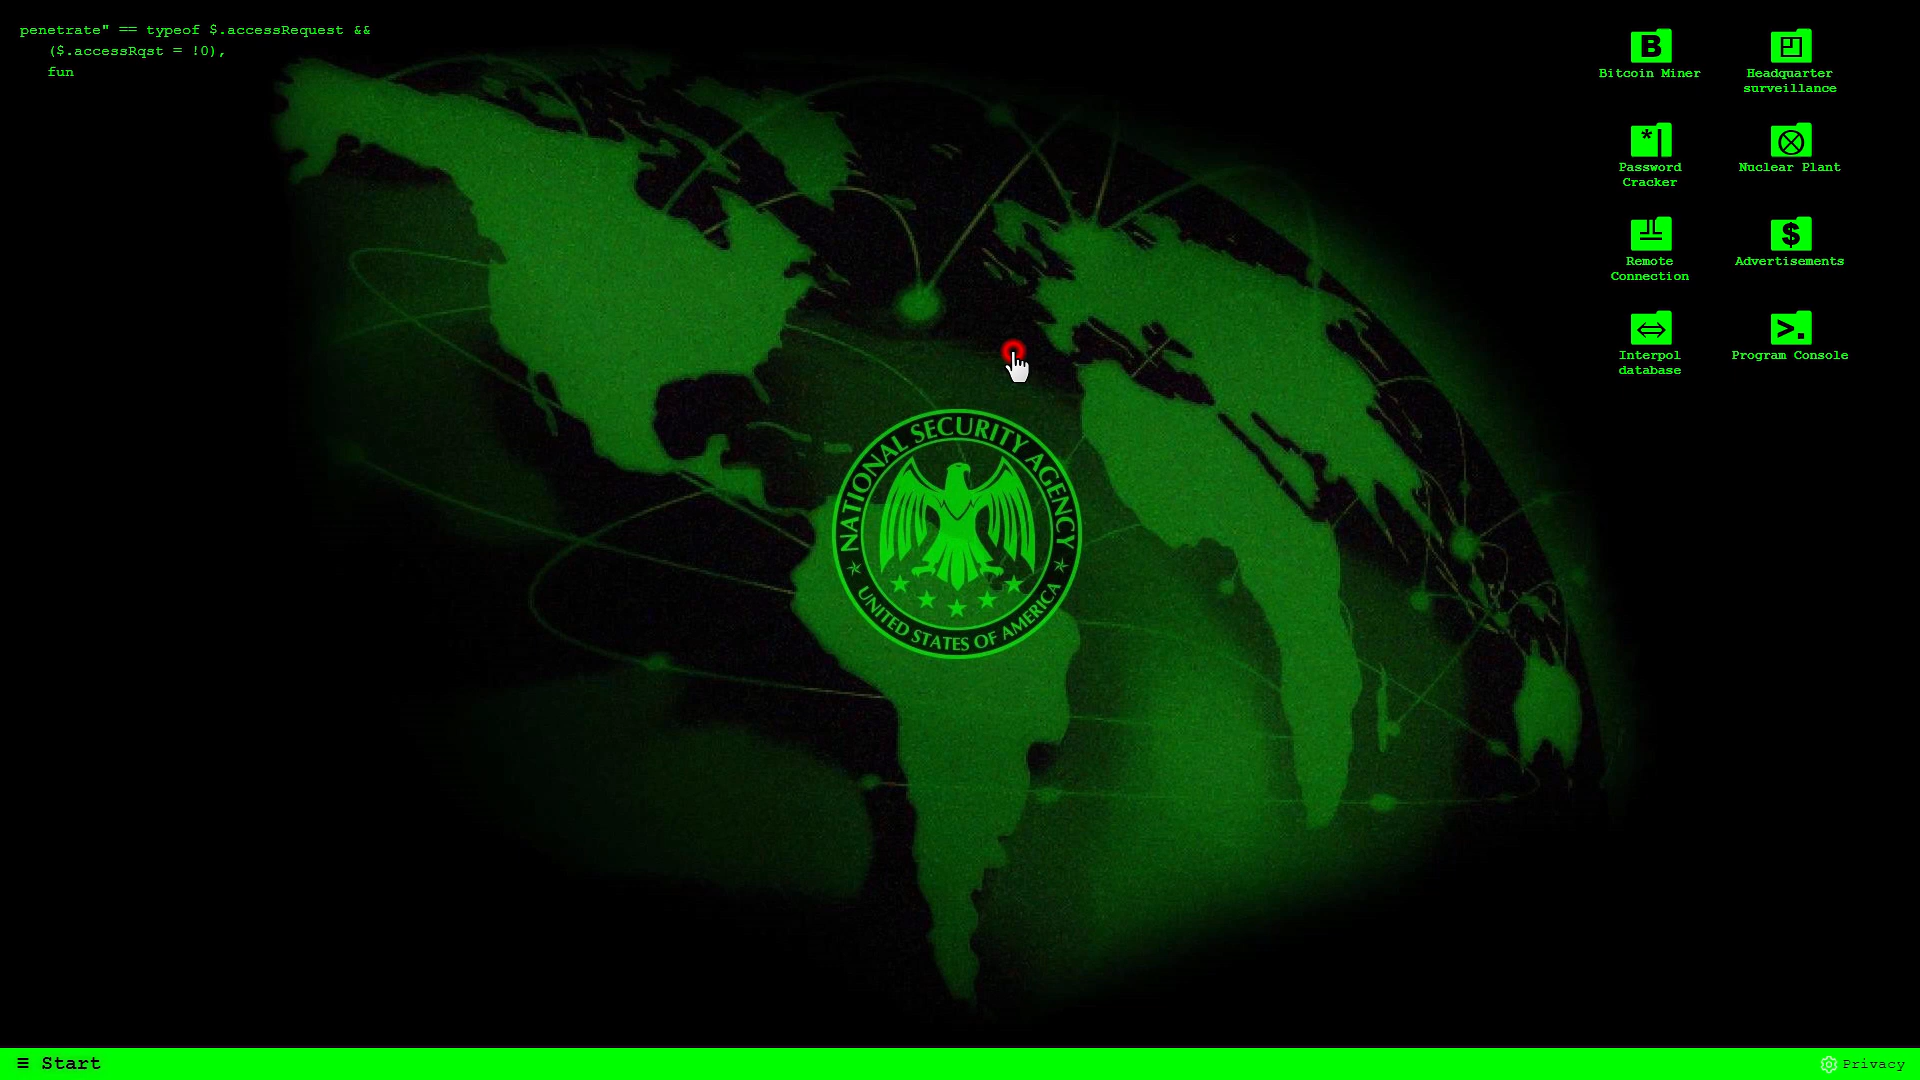 penetrate" == typeof $.accessRequest &&
($.accessRqst = !0),
fun
B
Bitcoin Miner
Headquarter
surveillance
*|
Password
Cracker
Nuclear Plant
Remote
Connection
$
Advertisements
Interpol
database
>.
Program Console
NATIONAL SECURITY AGENCY
UNITED STATES OF AMERICA
≡ Start
Privacy